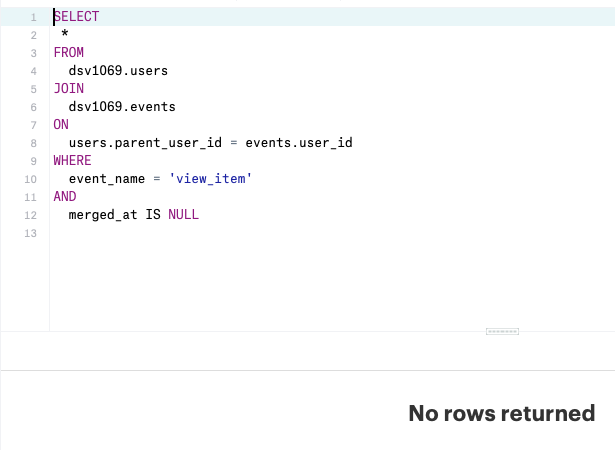 1 SELECT
2  *
3 FROM
4   dsv1069.users
5 JOIN
6   dsv1069.events
7 ON
8   users.parent_user_id = events.user_id
9 WHERE
10   event_name = 'view_item'
11 AND
12   merged_at IS NULL
13
No rows returned